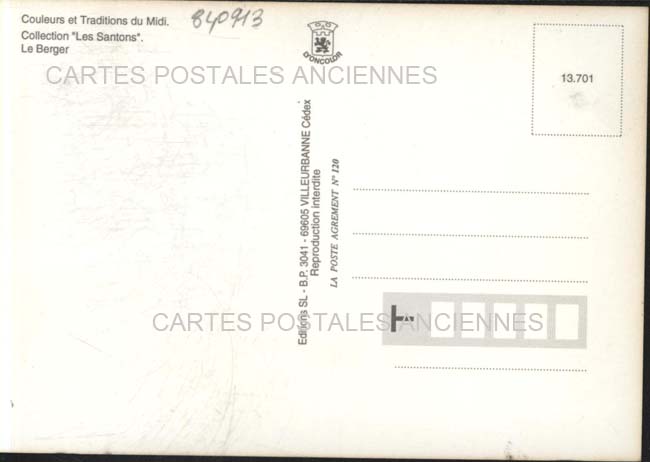 Couleurs et Traditions du Midi.
840913
Collection "Les Santons".
Le Berger
LYONCOLOR
13.701
CARTES POSTALES ANCIENNES
Editions SL - B.P. 3041 - 69605 VILLEURBANNE Cédex
Reproduction interdite
LA POSTE AGREMENT N° 120
CARTES POSTALES ANCIENNES